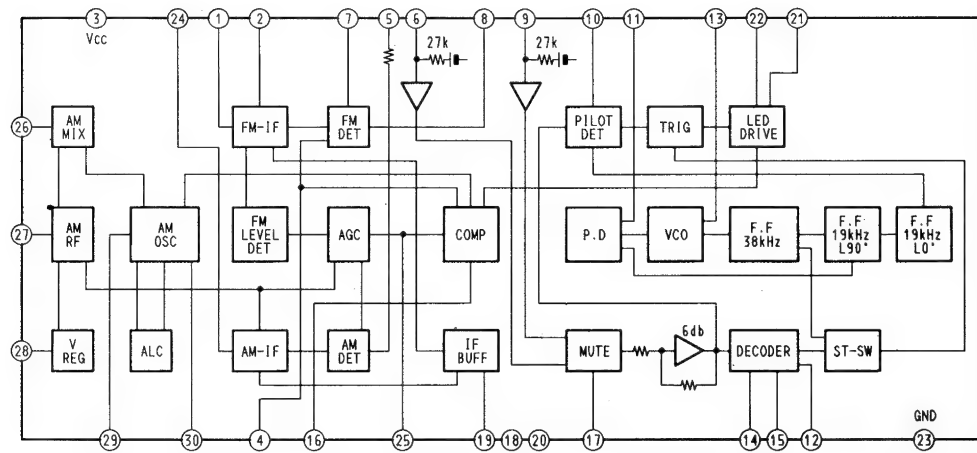 3 24 1 2 7 5 6 8 9 10 11 13 22 21
Vcc
27k 27k
26 AM MIX FM-IF FM DET PILOT DET TRIG LED DRIVE
27 AM RF AM OSC FM LEVEL DET AGC COMP P.D VCO F.F 38kHz F.F 19kHz L90° F.F 19kHz L0°
6db
28 V REG ALC AM-IF AM DET IF BUFF MUTE DECODER ST-SW
GND
29 30 4 16 25 19 18 20 17 14 15 12 23